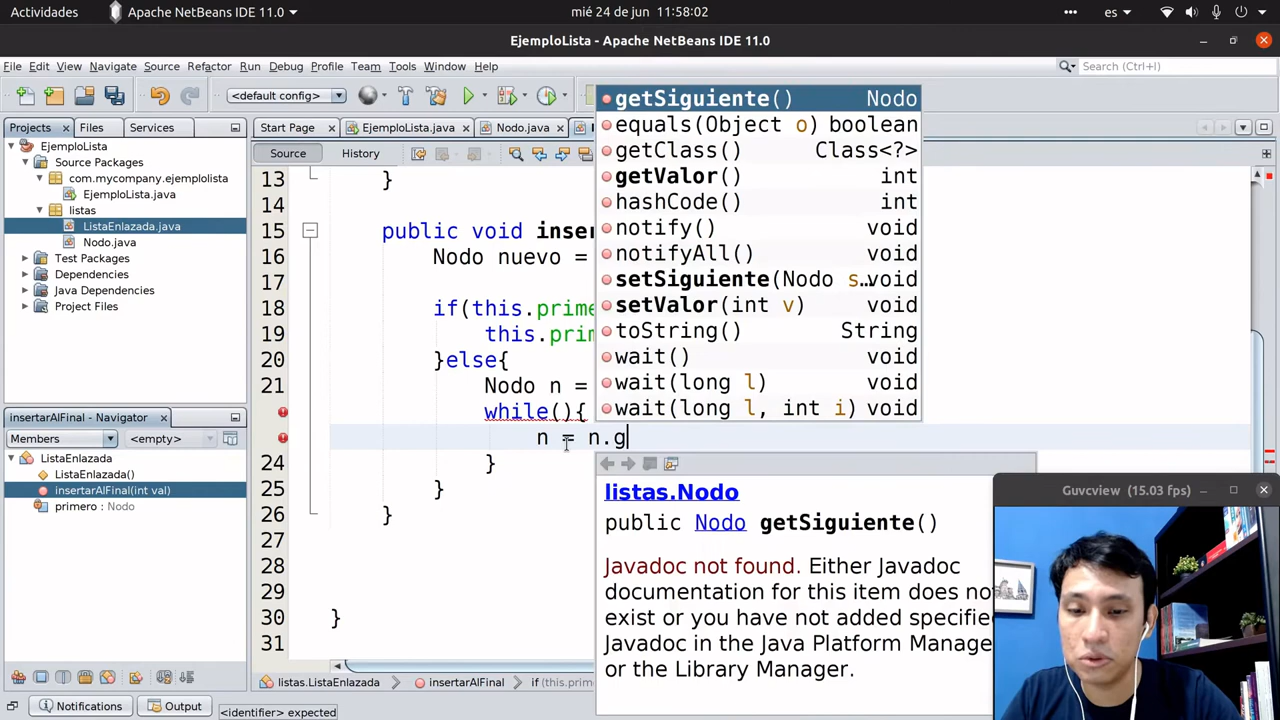 Actividades
Apache NetBeans IDE 11.0
mié 24 de jun 11:58:02
es
EjemploLista - Apache NetBeans IDE 11.0
File Edit View Navigate Source Refactor Run Debug Profile Team Tools Window Help
Search (Ctrl+I)
<default config>
Projects Files Services
Start Page EjemploLista.java Nodo.java
Source History
EjemploLista
Source Packages
com.mycompany.ejemplolista
EjemploLista.java
listas
ListaEnlazada.java
Nodo.java
Test Packages
Dependencies
Java Dependencies
Project Files
insertarAlFinal - Navigator
Members <empty>
ListaEnlazada
ListaEnlazada()
insertarAlFinal(int val)
primero : Nodo
13 }
14
15 public void inser
16 Nodo nuevo =
17
18 if(this.prime
19 this.prim
20 }else{
21 Nodo n =
while(){
n = n.g
24 }
25 }
26 }
27
28
29
30 }
31
getSiguiente() Nodo
equals(Object o) boolean
getClass() Class<?>
getValor() int
hashCode() int
notify() void
notifyAll() void
setSiguiente(Nodo s… void
setValor(int v) void
toString() String
wait() void
wait(long l) void
wait(long l, int i) void
listas.Nodo
public Nodo getSiguiente()
Javadoc not found. Either Javadoc
documentation for this item does no
exist or you have not added specifie
Javadoc in the Java Platform Manage
or the Library Manager.
Guvcview (15.03 fps)
listas.ListaEnlazada insertarAlFinal if (this.prim
Notifications Output <identifier> expected